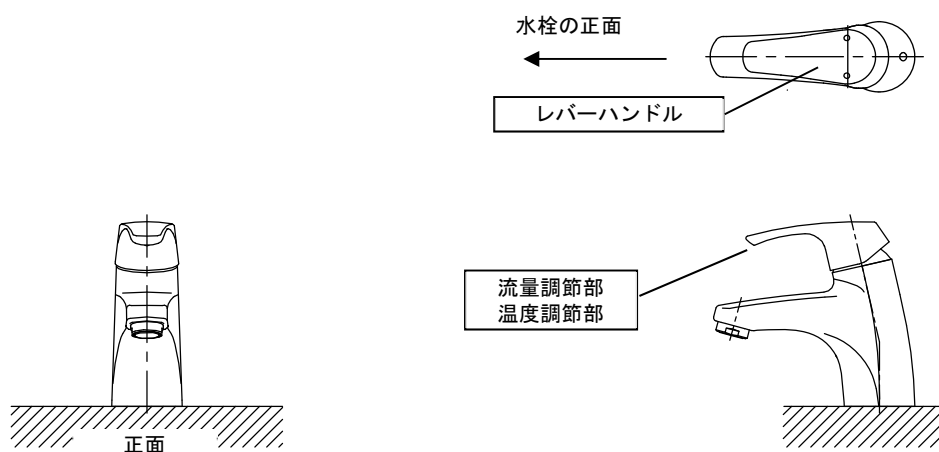 水栓の正面
レバーハンドル
流量調節部
温度調節部
正面